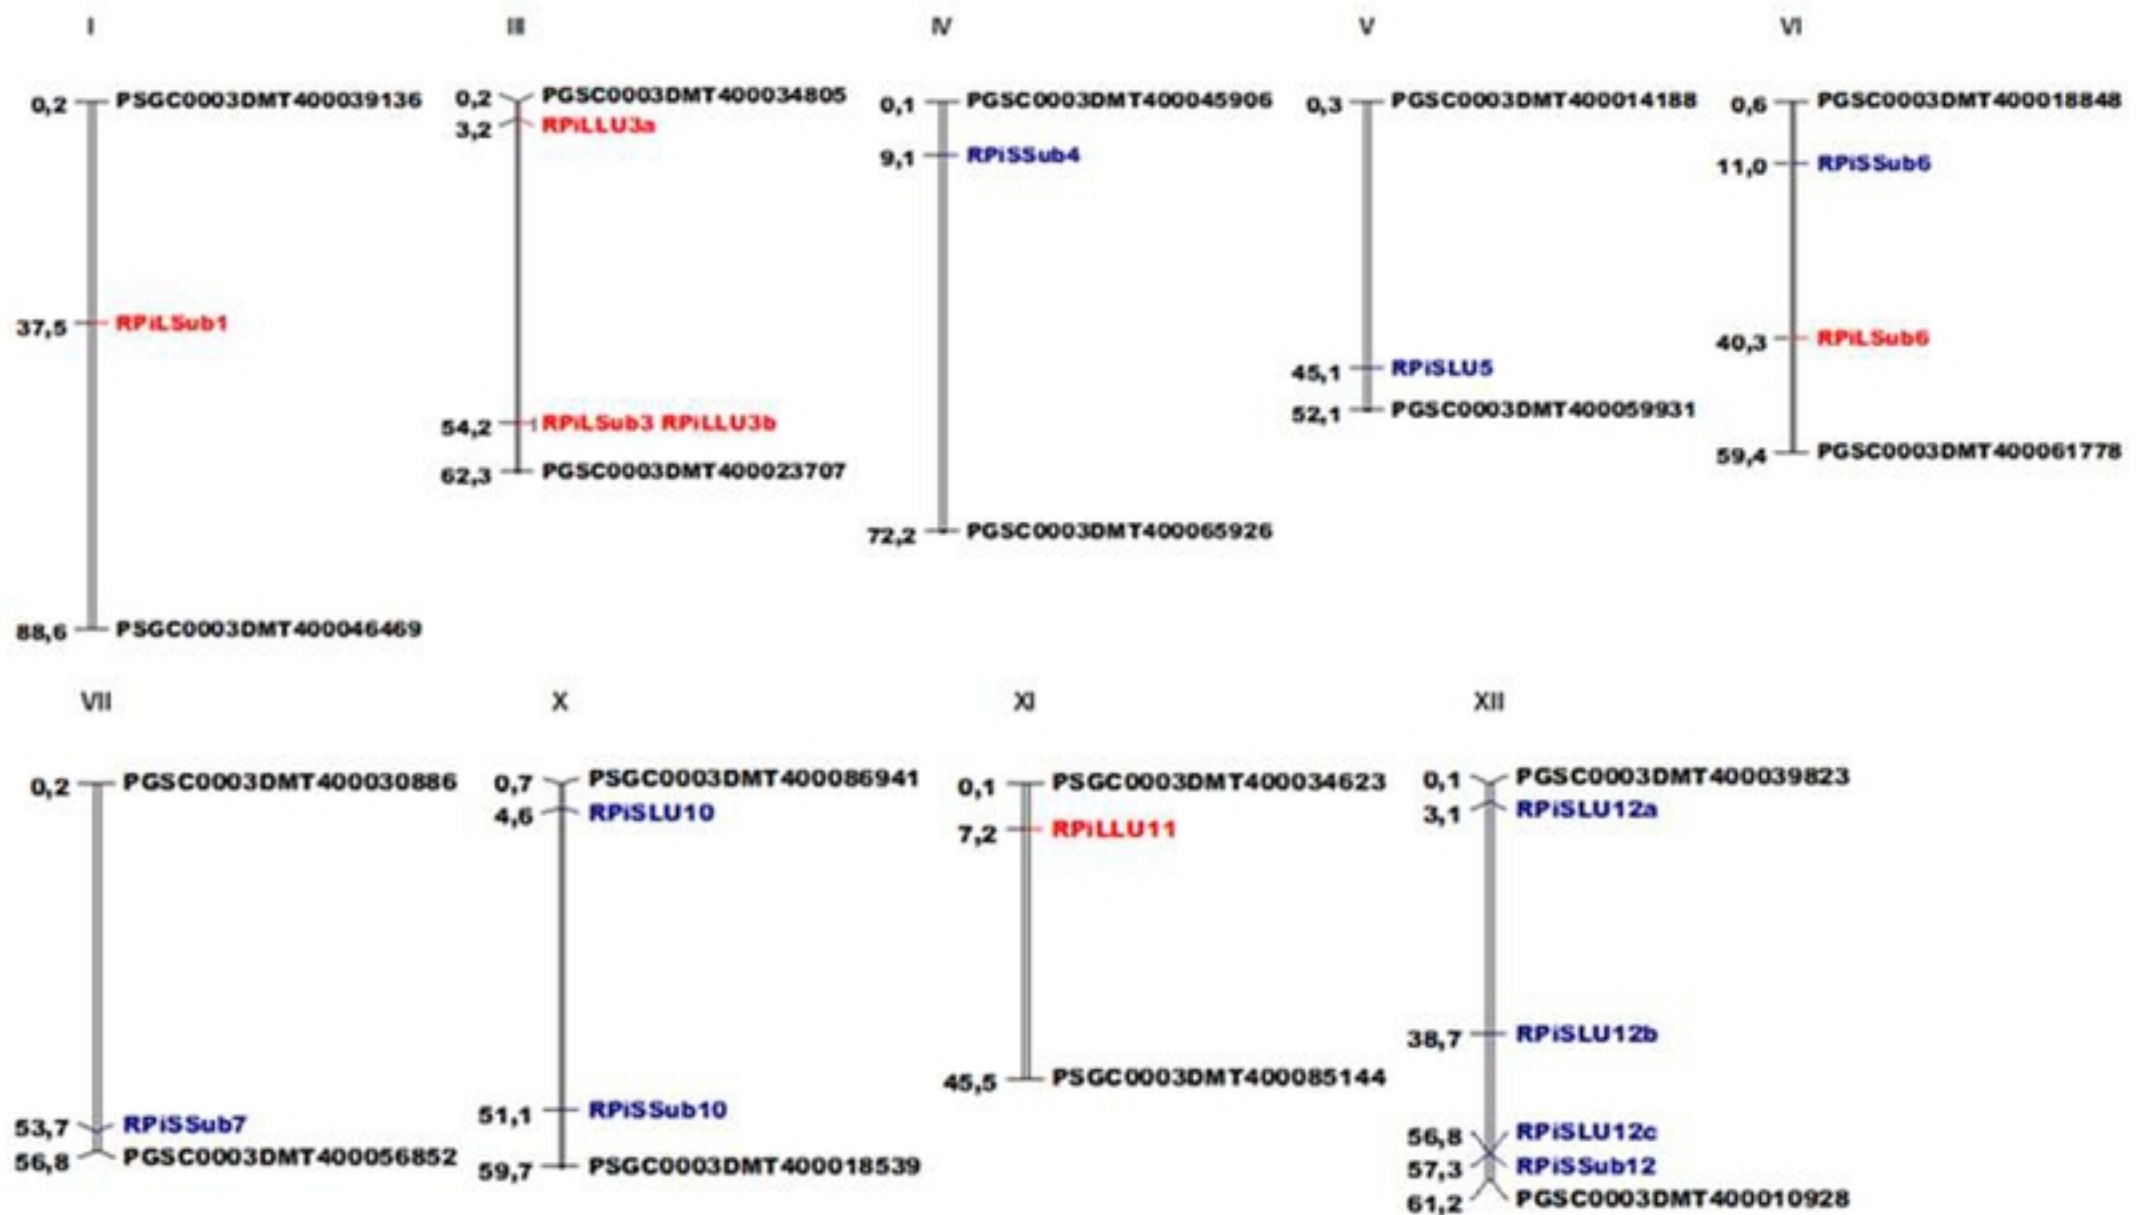 I III IV V VI
0,2 PSGC0003DMT400039136
37,5 RPiLSub1
88,6 PSGC0003DMT400046469
0,2 PGSC0003DMT400034805
3,2 RPiLLU3a
54,2 RPiLSub3 RPiLLU3b
62,3 PGSC0003DMT400023707
0,1 PGSC0003DMT400045906
9,1 RPiSSub4
72,2 PGSC0003DMT400065926
0,3 PGSC0003DMT400014188
45,1 RPiSLU5
52,1 PGSC0003DMT400059931
0,6 PGSC0003DMT400018848
11,0 RPiSSub6
40,3 RPiLSub6
59,4 PGSC0003DMT400061778
VII X XI XII
0,2 PGSC0003DMT400030886
53,7 RPiSSub7
56,8 PGSC0003DMT400056852
0,7 PSGC0003DMT400086941
4,6 RPiSLU10
51,1 RPiSSub10
59,7 PSGC0003DMT400018539
0,1 PSGC0003DMT400034623
7,2 RPiLLU11
45,5 PSGC0003DMT400085144
0,1 PGSC0003DMT400039823
3,1 RPiSLU12a
38,7 RPiSLU12b
56,8 RPiSLU12c
57,3 RPiSSub12
61,2 PGSC0003DMT400010928